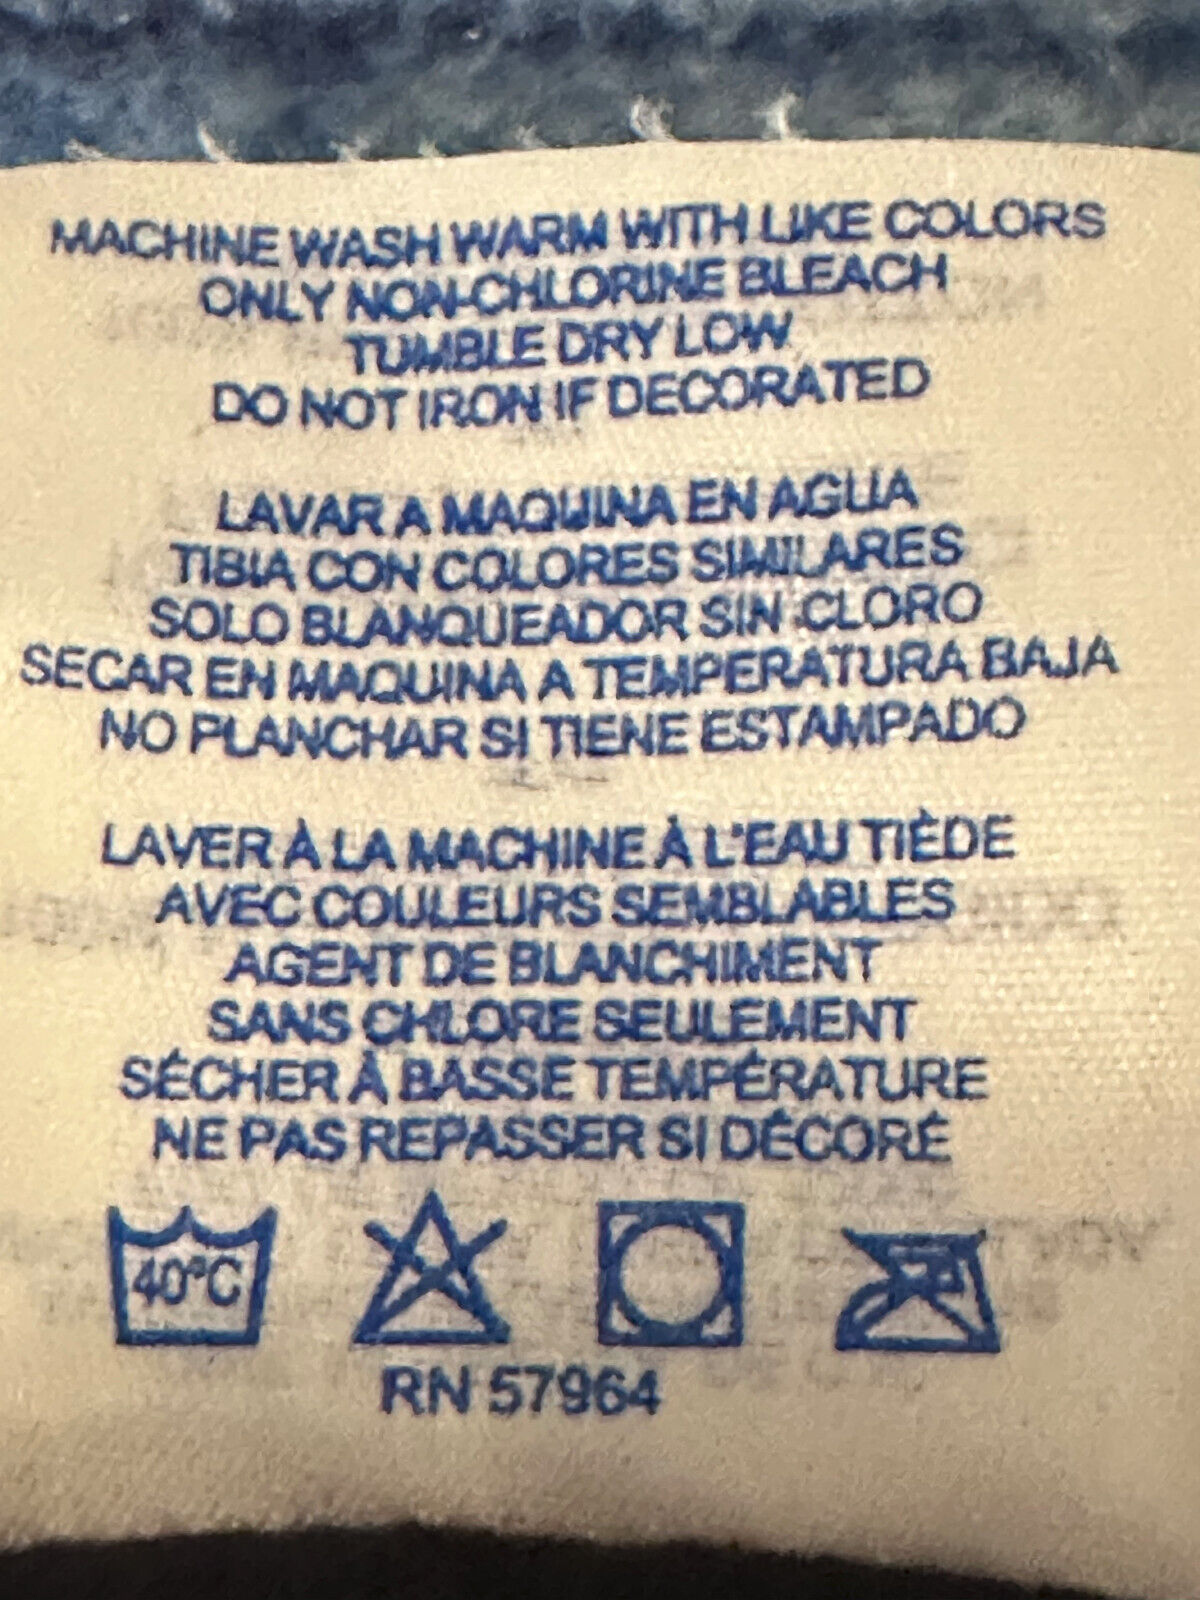 MACHINE WASH WARM WITH LIKE COLORS
ONLY NON-CHLORINE BLEACH
TUMBLE DRY LOW
DO NOT IRON IF DECORATED
LAVAR A MAQUINA EN AGUA
TIBIA CON COLORES SIMILARES
SOLO BLANQUEADOR SIN CLORO
SECAR EN MAQUINA A TEMPERATURA BAJA
NO PLANCHAR SI TIENE ESTAMPADO
LAVER À LA MACHINE À L'EAU TIÈDE
AVEC COULEURS SEMBLABLES
AGENT DE BLANCHIMENT
SANS CHLORE SEULEMENT
SÉCHER À BASSE TEMPÉRATURE
NE PAS REPASSER SI DÉCORÉ
40°C
RN 57964